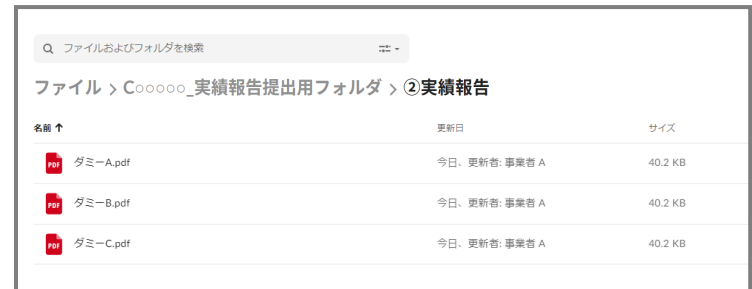 ファイルおよびフォルダを検索
ファイル > C○○○○○_実績報告提出用フォルダ > ②実績報告
名前 ↑ 更新日 サイズ
PDF ダミーA.pdf 今日、更新者: 事業者 A 40.2 KB
PDF ダミーB.pdf 今日、更新者: 事業者 A 40.2 KB
PDF ダミーC.pdf 今日、更新者: 事業者 A 40.2 KB